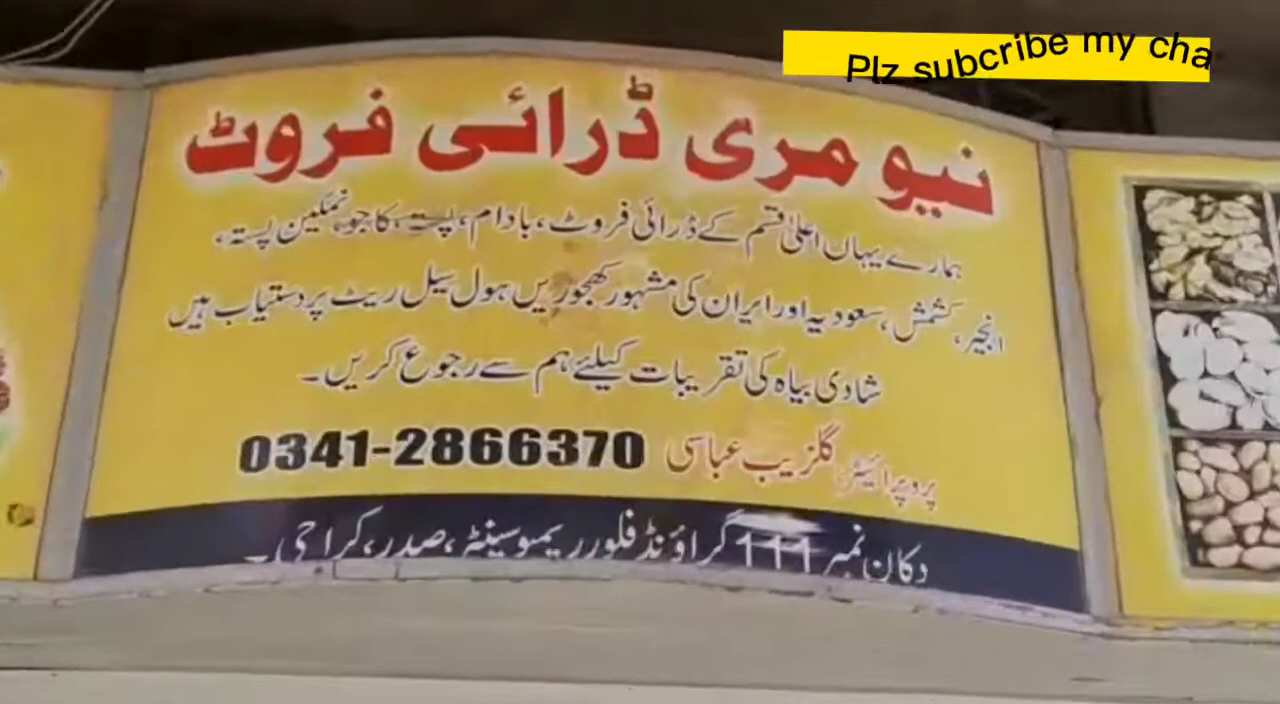 Plz subcribe my cha
نیو مری ڈرائی فروٹ
ہمارے یہاں اعلیٰ قسم کے ڈرائی فروٹ، بادام، پستہ، کاجو، نمکین پستہ،
انجیر، کشمش، سعودیہ اور ایران کی مشہور کھجوریں ہول سیل ریٹ پر دستیاب ہیں
شادی بیاہ کی تقریبات کیلئے ہم سے رجوع کریں۔
پروپرائیٹر گلزیب عباسی 0341-2866370
دکان نمبر 111 گراؤنڈ فلور ریمبو سینٹر، صدر، کراچی۔